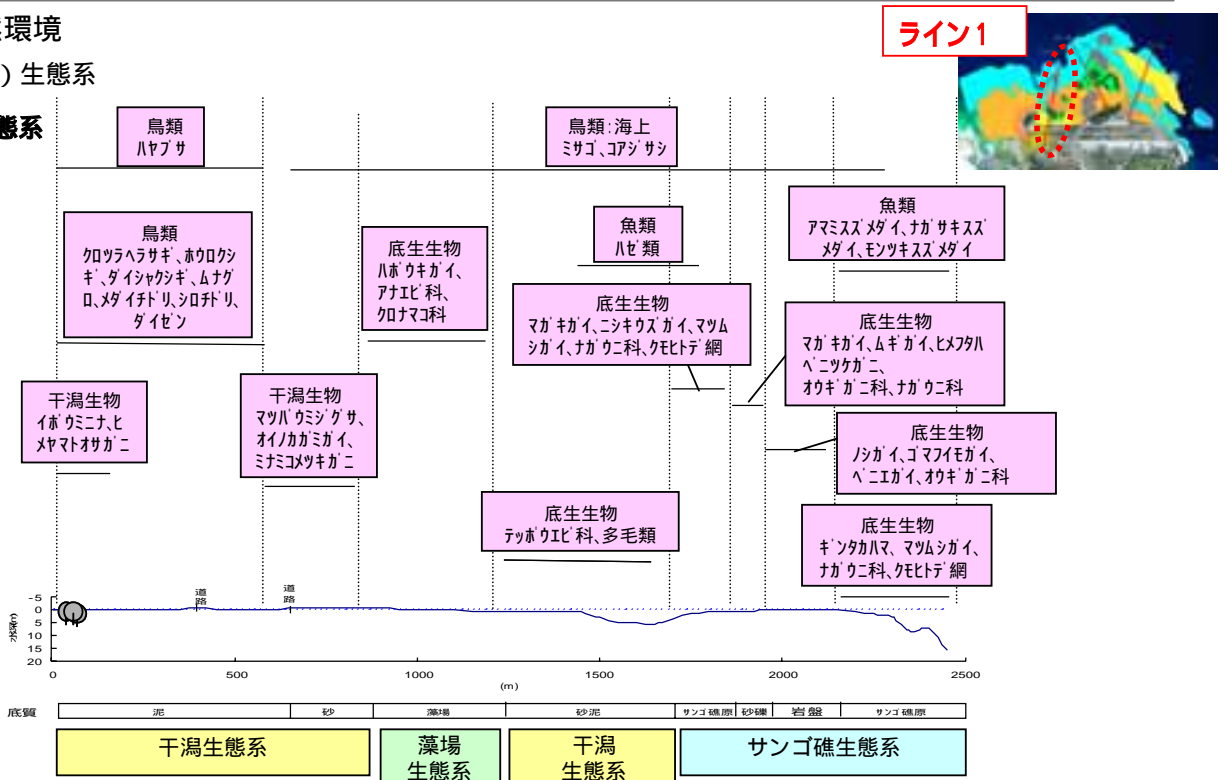 環境
）生態系
態系
ライン1
鳥類
ﾊﾔﾌﾞｻ
鳥類:海上
ﾐｻｺﾞ､ｺｱｼﾞｻｼ
鳥類
ｸﾛﾂﾗﾍﾗｻｷﾞ､ﾎｳﾛｸｼ
ｷﾞ､ﾀﾞｲｼｬｸｼｷﾞ､ﾑﾅｸﾞ
ﾛ､ﾒﾀﾞｲﾁﾄﾞﾘ､ｼﾛﾁﾄﾞﾘ､
ﾀﾞｲｾﾞﾝ
底生生物
ﾊﾎﾞｳｷｶﾞｲ､
ｱﾅｴﾋﾞ科､
ｸﾛﾅﾏｺ科
魚類
ﾊｾﾞ類
魚類
ｱﾏﾐｽｽﾞﾒﾀﾞｲ､ﾅｶﾞｻｷｽｽﾞ
ﾒﾀﾞｲ､ﾓﾝﾂｷｽｽﾞﾒﾀﾞｲ
底生生物
ﾏｶﾞｷｶﾞｲ､ﾆｼｷｳｽﾞｶﾞｲ､ﾏﾂﾑ
ｼｶﾞｲ､ﾅｶﾞｳﾆ科､ｸﾓﾋﾄﾃﾞ網
底生生物
ﾏｶﾞｷｶﾞｲ､ﾑｷﾞｶﾞｲ､ﾋﾒﾌﾀﾊ
ﾍﾞﾆﾂｹｶﾞﾆ､
ｵｳｷﾞｶﾞﾆ科､ﾅｶﾞｳﾆ科
干潟生物
ｲﾎﾞｳﾐﾆﾅ､ﾋ
ﾒﾔﾏﾄｵｻｶﾞﾆ
干潟生物
ﾏﾂﾊﾞｳﾐｼﾞｸﾞｻ､
ｵｲﾉｶｶﾞﾐｶﾞｲ､
ﾐﾅﾐｺﾒﾂｷｶﾞﾆ
底生生物
ﾉｼｶﾞｲ､ｺﾞﾏﾌｲﾓｶﾞｲ､
ﾍﾞﾆｴｶﾞｲ､ｵｳｷﾞｶﾞﾆ科
底生生物
ﾃｯﾎﾟｳｴﾋﾞ科､多毛類
底生生物
ｷﾞﾝﾀｶﾊﾏ､ ﾏﾂﾑｼｶﾞｲ､
ﾅｶﾞｳﾆ科､ｸﾓﾋﾄﾃﾞ網
道路
道路
-5
0
5
10
15
20
0 500 1000 1500 2000 2500
(m)
底質 泥 砂 藻場 砂泥 サンゴ礁原 砂礫 岩盤 サンゴ礁原
干潟生態系
藻場
生態系
干潟
生態系
サンゴ礁生態系